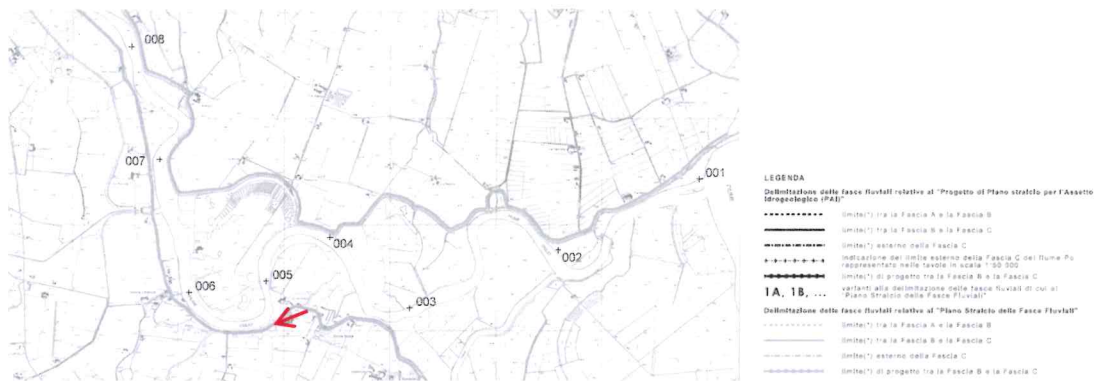 008
007
001
004
002
005
006
003
LEGENDA
Delimitazione delle fasce fluviali relative al "Progetto di Piano stralcio per l'Assetto
Idrogeologico (PAI)"
limite(*) tra la Fascia A e la Fascia B
limite(*) tra la Fascia B e la Fascia C
limite(*) esterno della Fascia C
indicazione del limite esterno della Fascia C del fiume Po
rappresentato nelle tavole in scala 1:50.000
limite(*) di progetto tra la Fascia B e la Fascia C
1A, 1B, ... varianti alla delimitazione delle fasce fluviali di cui al
"Piano Stralcio delle Fasce Fluviali"
Delimitazione delle fasce fluviali relative al "Piano Stralcio delle Fasce Fluviali"
limite(*) tra la Fascia A e la Fascia B
limite(*) tra la Fascia B e la Fascia C
limite(*) esterno della Fascia C
limite(*) di progetto tra la Fascia B e la Fascia C